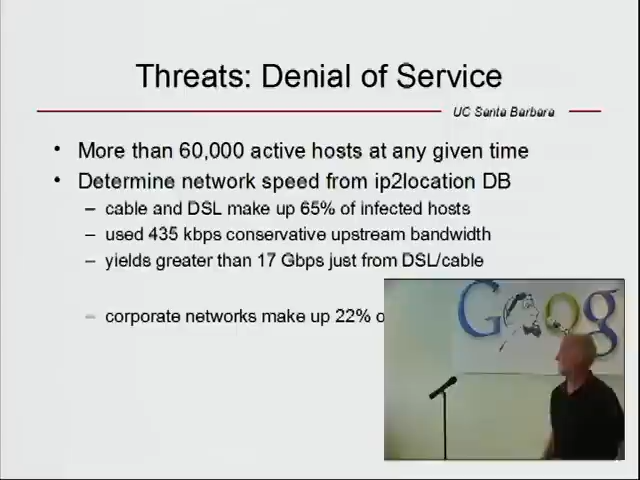 Threats: Denial of Service
UC Santa Barbara
• More than 60,000 active hosts at any given time
• Determine network speed from ip2location DB
– cable and DSL make up 65% of infected hosts
– used 435 kbps conservative upstream bandwidth
– yields greater than 17 Gbps just from DSL/cable
– corporate networks make up 22% o
Goog